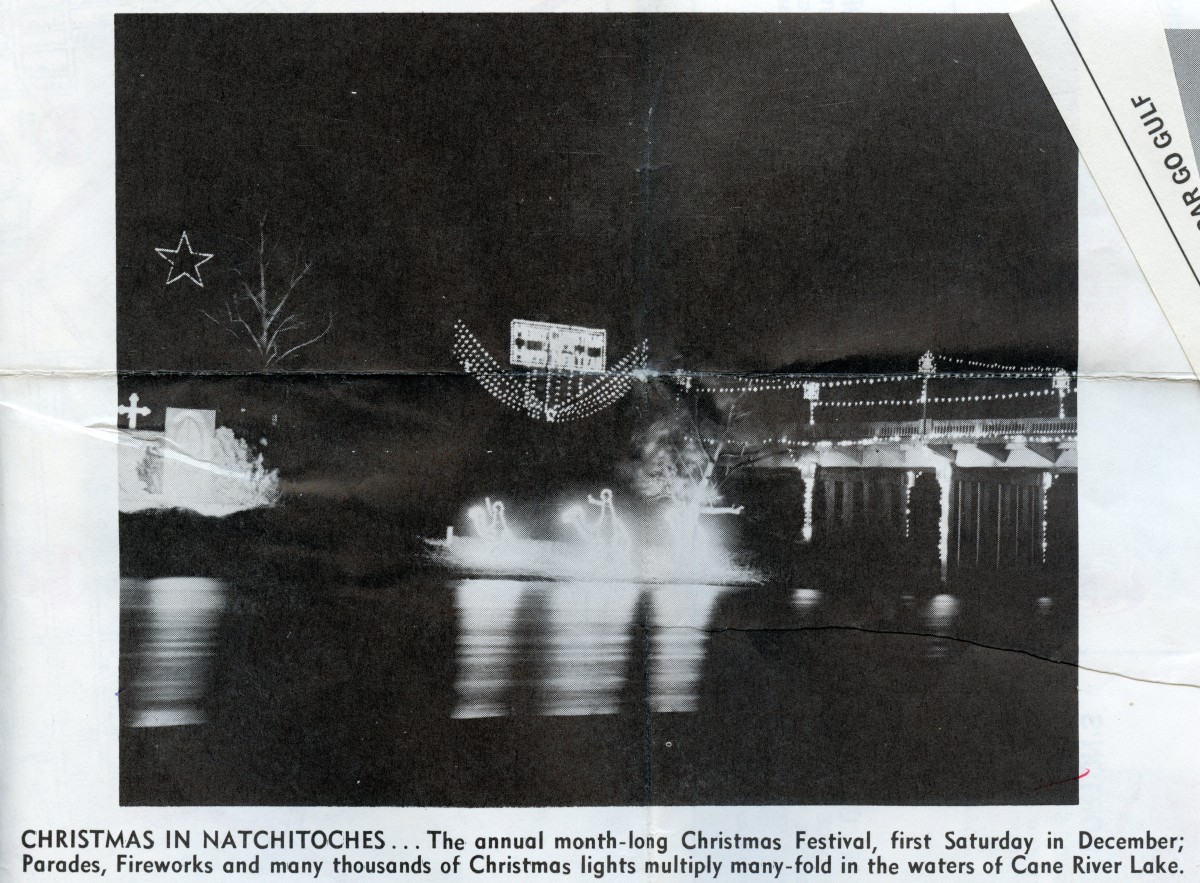 CHRISTMAS IN NATCHITOCHES... The annual month-long Christmas Festival, first Saturday in December;
Parades, Fireworks and many thousands of Christmas lights multiply many-fold in the waters of Cane River Lake.
GO GULF